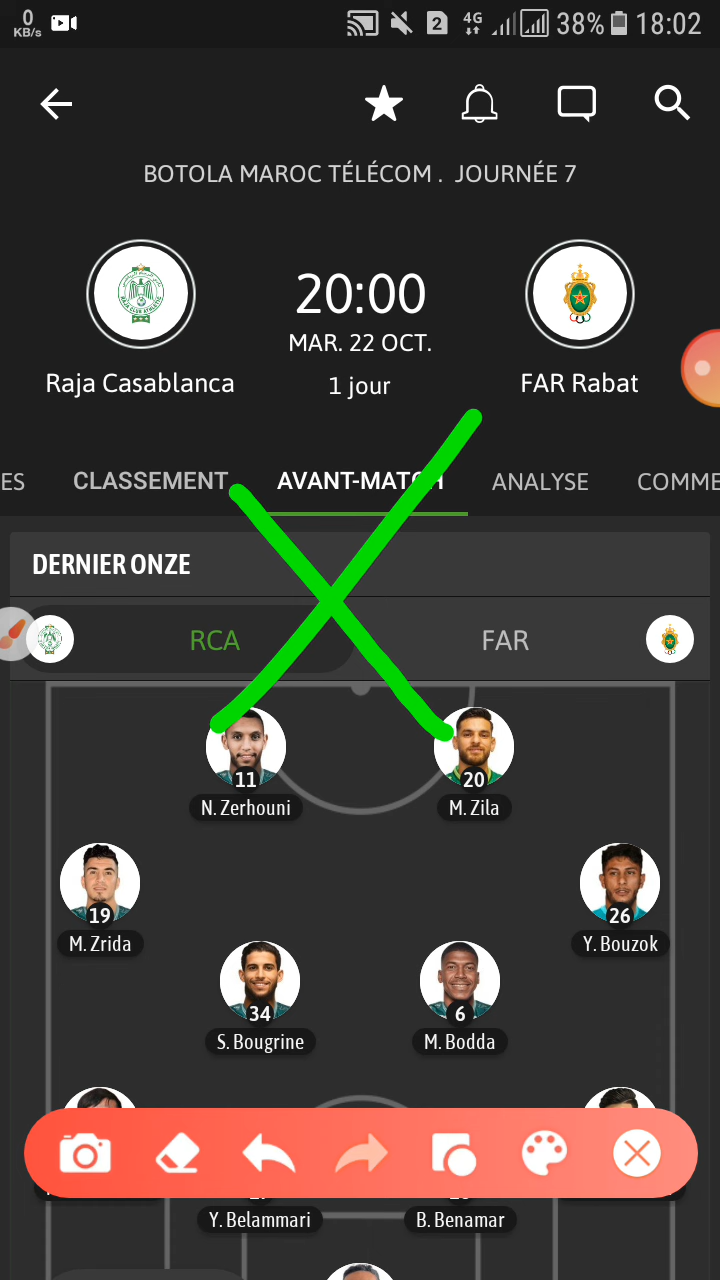 0
KB/s
2
4G
38%
18:02
BOTOLA MAROC TÉLÉCOM . JOURNÉE 7
20:00
MAR. 22 OCT.
1 jour
Raja Casablanca
FAR Rabat
ES CLASSEMENT AVANT-MATCH ANALYSE COMME
DERNIER ONZE
RCA FAR
11 20
N. Zerhouni M. Zila
19 26
M. Zrida Y. Bouzok
34 6
S. Bougrine M. Bodda
Y. Belammari B. Benamar